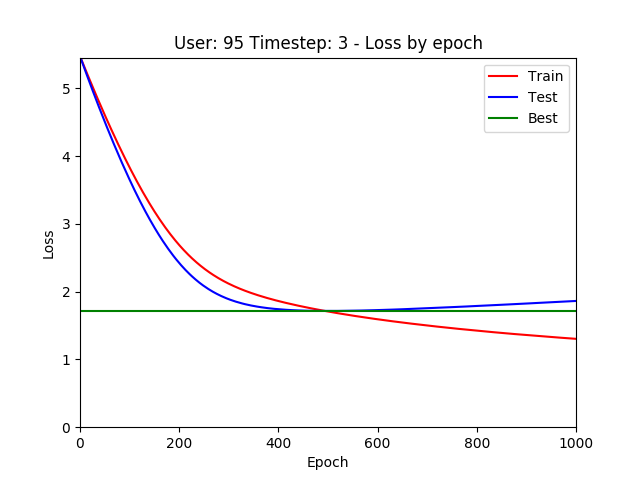 User: 95 Timestep: 3 - Loss by epoch
Train
Test
Best
Loss
5
4
3
2
1
0
0 200 400 600 800 1000
Epoch